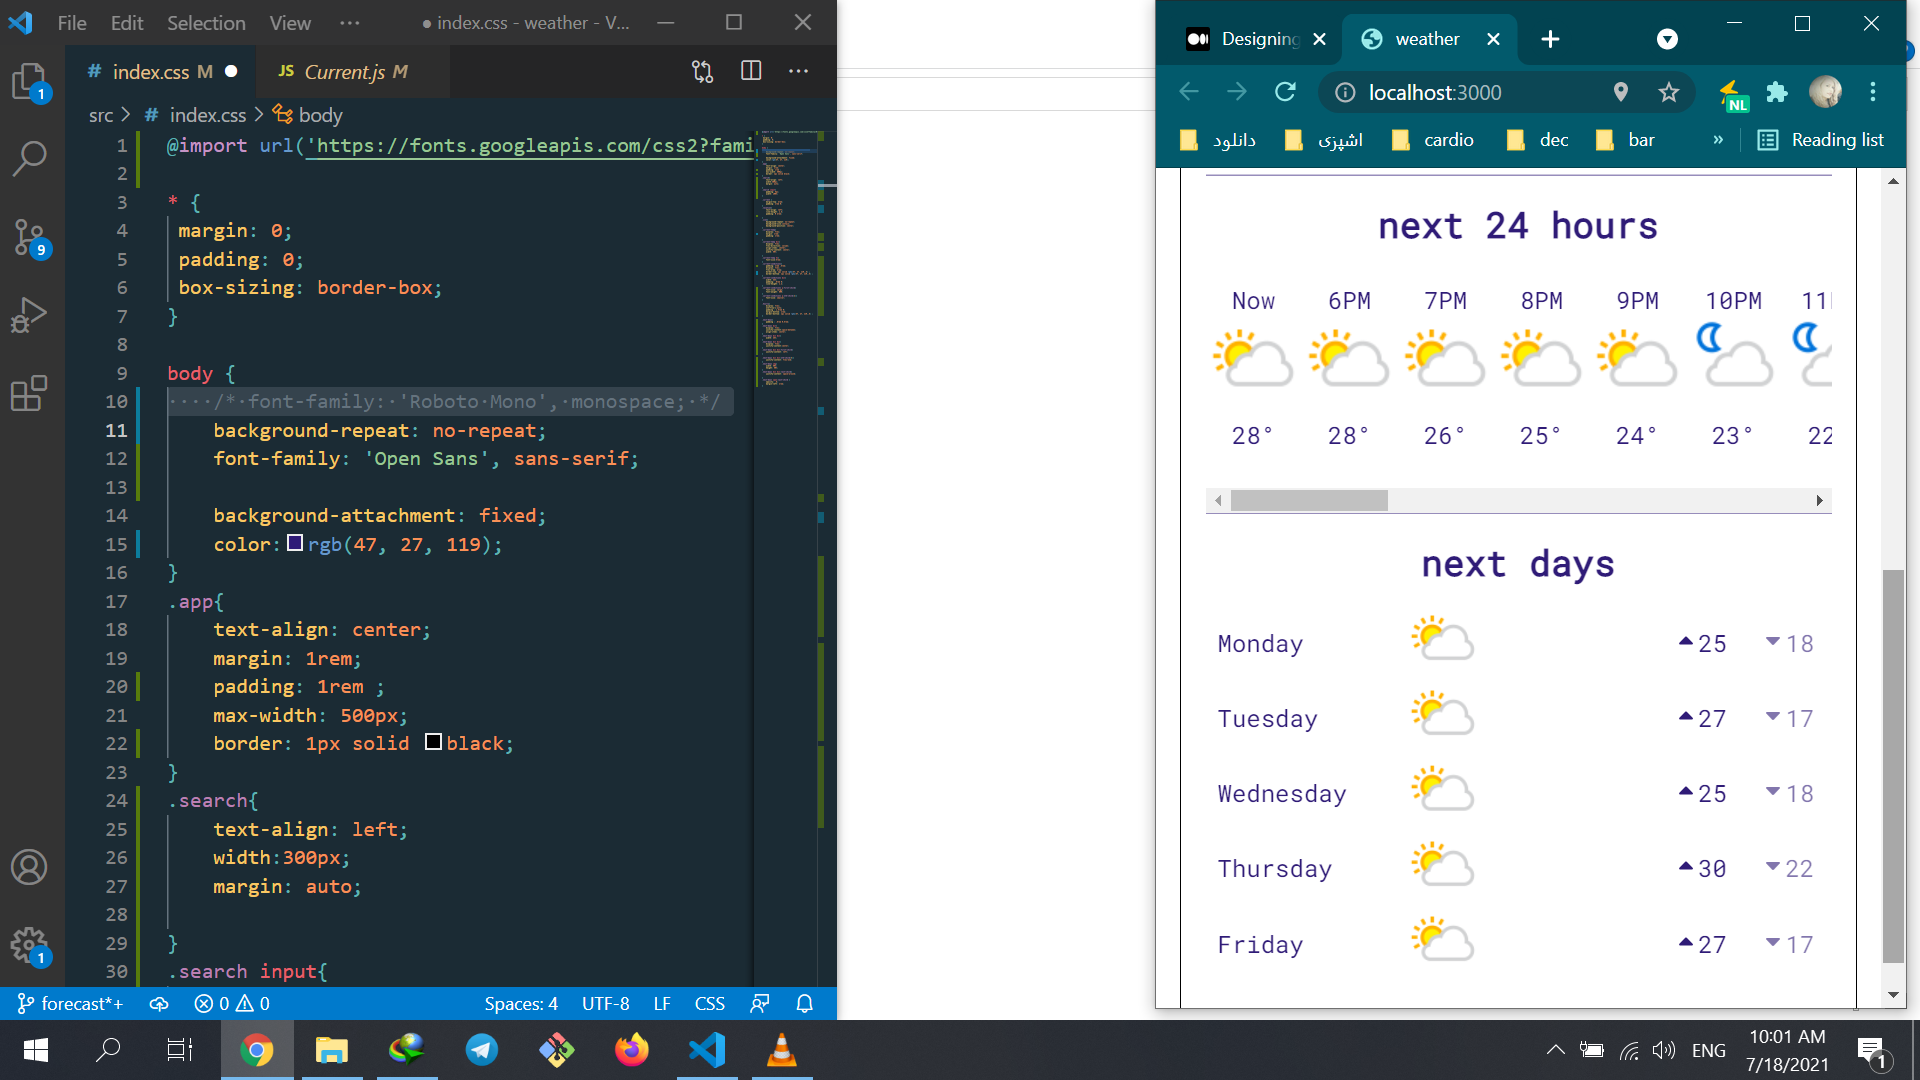 File Edit Selection View ··· ● index.css - weather - V...
# index.css M ● JS Current.js M ···
src > # index.css > body
1 @import url('https://fonts.googleapis.com/css2?fami
2
3 * {
4 margin: 0;
5 padding: 0;
6 box-sizing: border-box;
7 }
8
9 body {
10 ····/*·font-family:·'Roboto·Mono',·monospace;·*/
11 background-repeat: no-repeat;
12 font-family: 'Open Sans', sans-serif;
13
14 background-attachment: fixed;
15 color: rgb(47, 27, 119);
16 }
17 .app{
18 text-align: center;
19 margin: 1rem;
20 padding: 1rem ;
21 max-width: 500px;
22 border: 1px solid black;
23 }
24 .search{
25 text-align: left;
26 width:300px;
27 margin: auto;
28
29 }
30 .search input{
1
9
1
forecast*+ 0 0 Spaces: 4 UTF-8 LF CSS
Designing weather
localhost:3000 NL
دانلود اشپزی cardio dec bar » Reading list
next 24 hours
Now 6PM 7PM 8PM 9PM 10PM
28° 28° 26° 25° 24° 23° 22
next days
Monday 25 18
Tuesday 27 17
Wednesday 25 18
Thursday 30 22
Friday 27 17
ENG 10:01 AM
7/18/2021 1